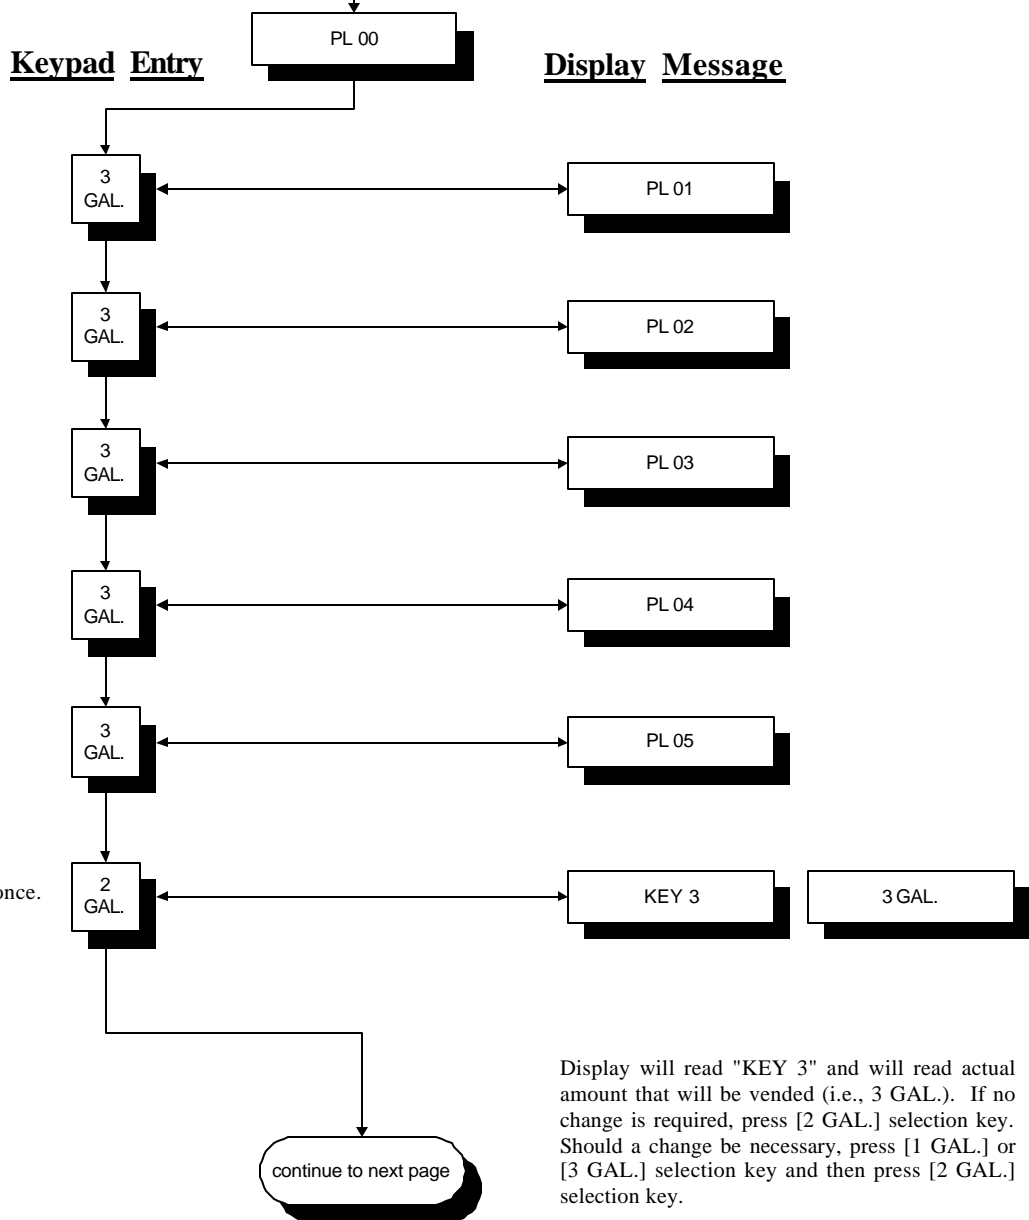 PL 00
Keypad Entry
Display Message
3
GAL.
PL 01
3
GAL.
PL 02
3
GAL.
PL 03
3
GAL.
PL 04
3
GAL.
PL 05
once.
2
GAL.
KEY 3
3 GAL.
Display will read "KEY 3" and will read actual
amount that will be vended (i.e., 3 GAL.). If no
change is required, press [2 GAL.] selection key.
Should a change be necessary, press [1 GAL.] or
[3 GAL.] selection key and then press [2 GAL.]
selection key.
continue to next page